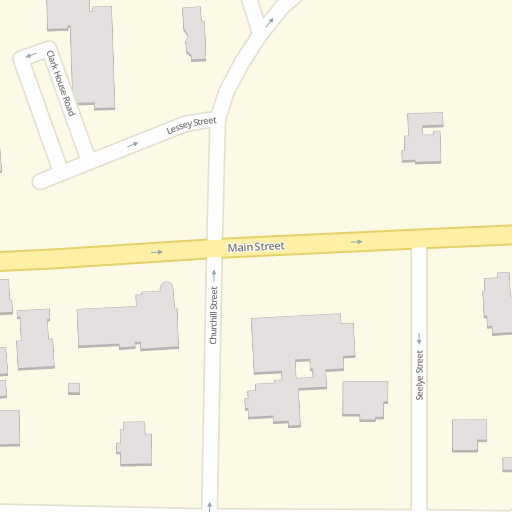 Clark House Road
Lessey Street
Main Street
Churchill Street
Seelye Street